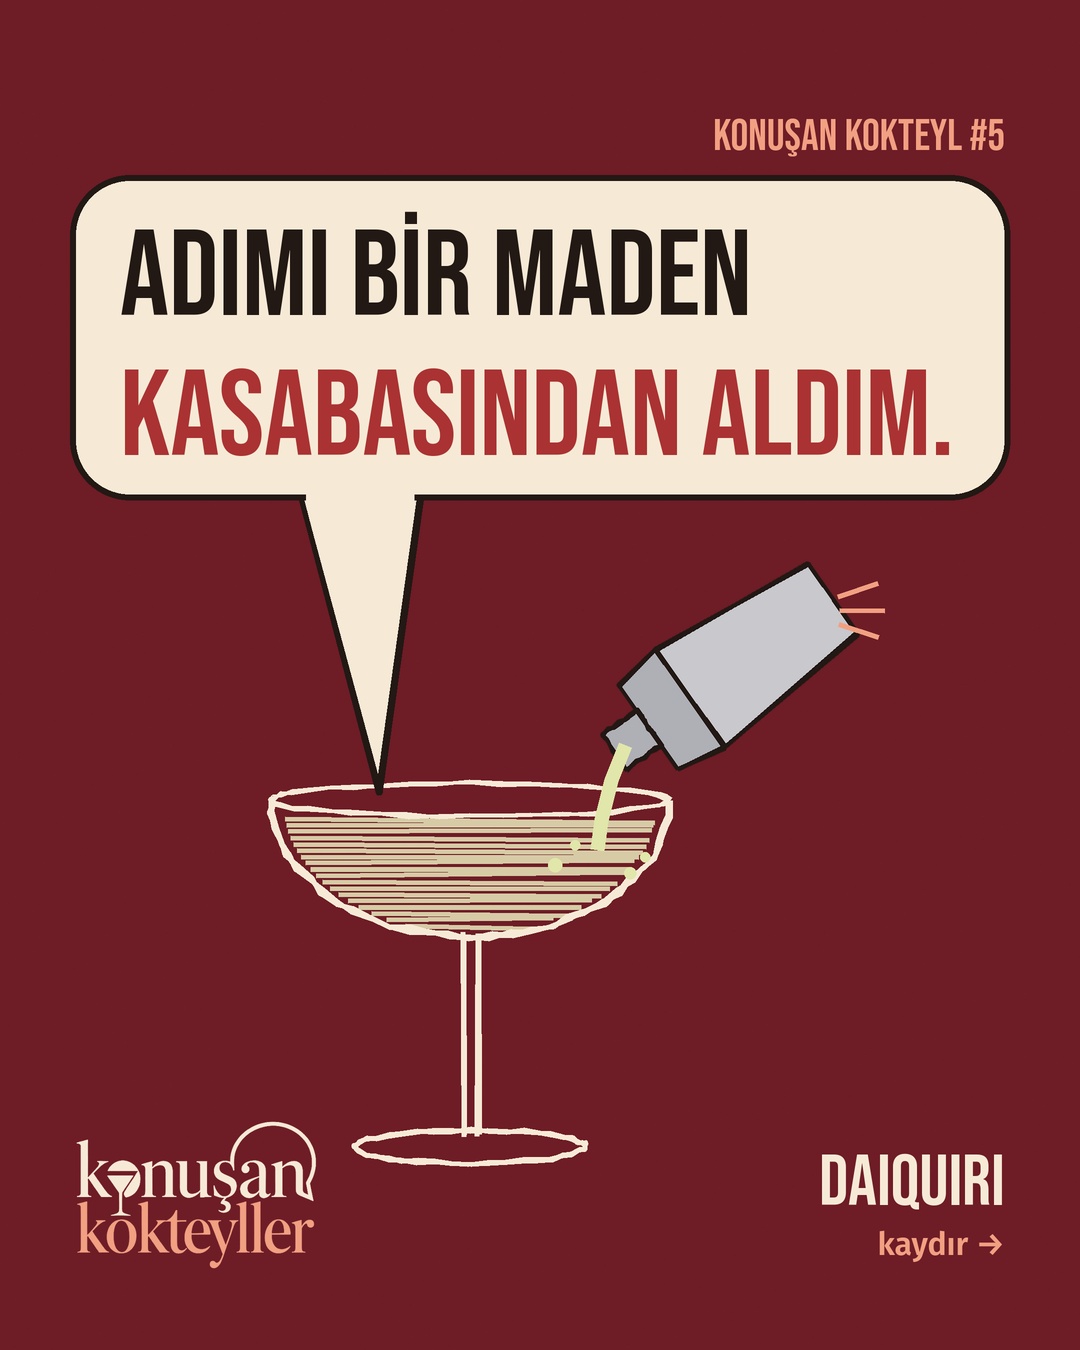 KONUŞAN KOKTEYL #5
ADIMI BİR MADEN
KASABASINDAN ALDIM.
konuşan
kokteyller
DAIQUIRI
kaydır →